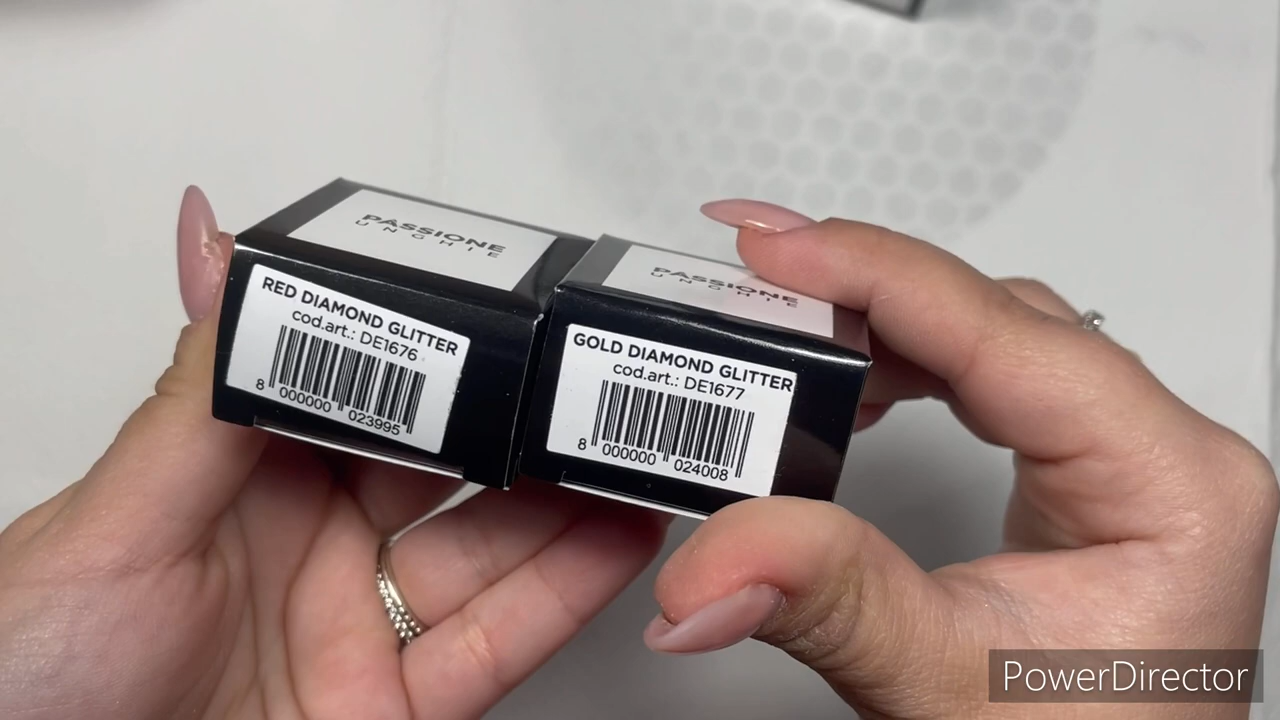 PASSIONE
UNGHIE
RED DIAMOND GLITTER
cod.art.: DE1676
8 000000 023995
PASSIONE
UNGHIE
GOLD DIAMOND GLITTER
cod.art.: DE1677
8 000000 024008
PowerDirector